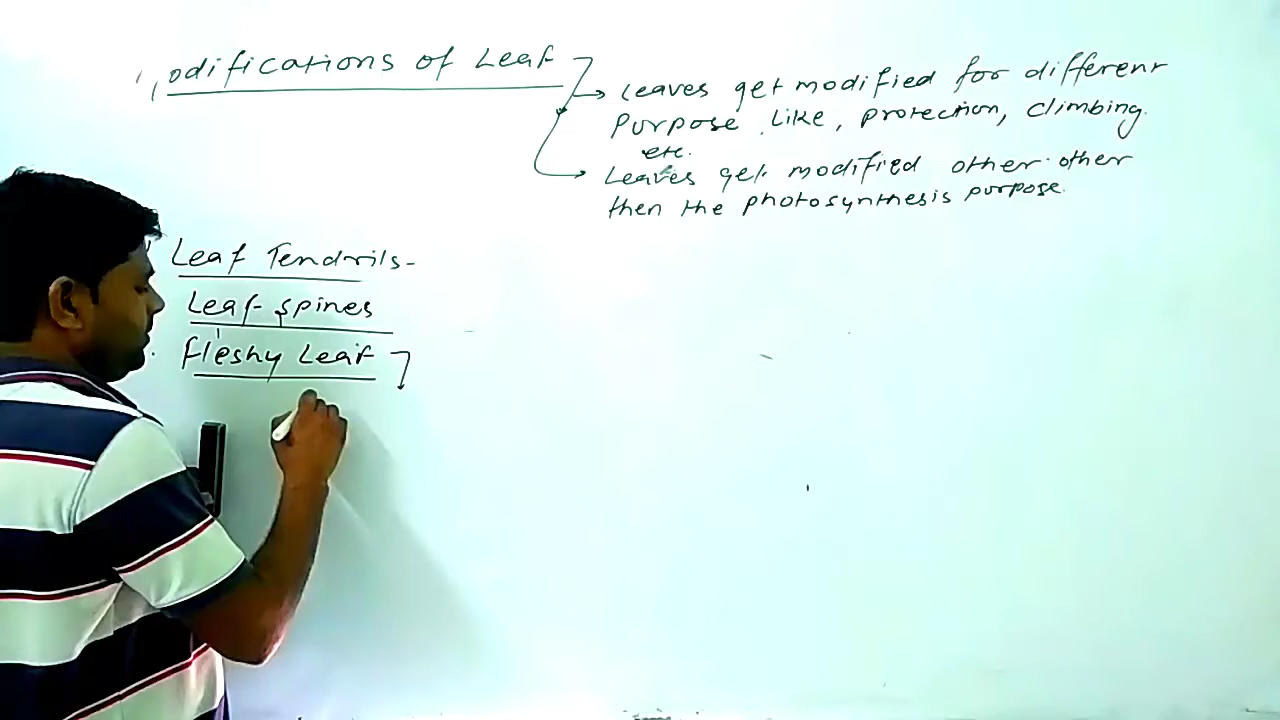 odifications of Leaf
Leaves get modified for different
Purpose. Like, protection, climbing.
etc.
Leaves get modified other other
then the photosynthesis purpose.
Leaf Tendrils-
Leaf spines
Fleshy Leaf